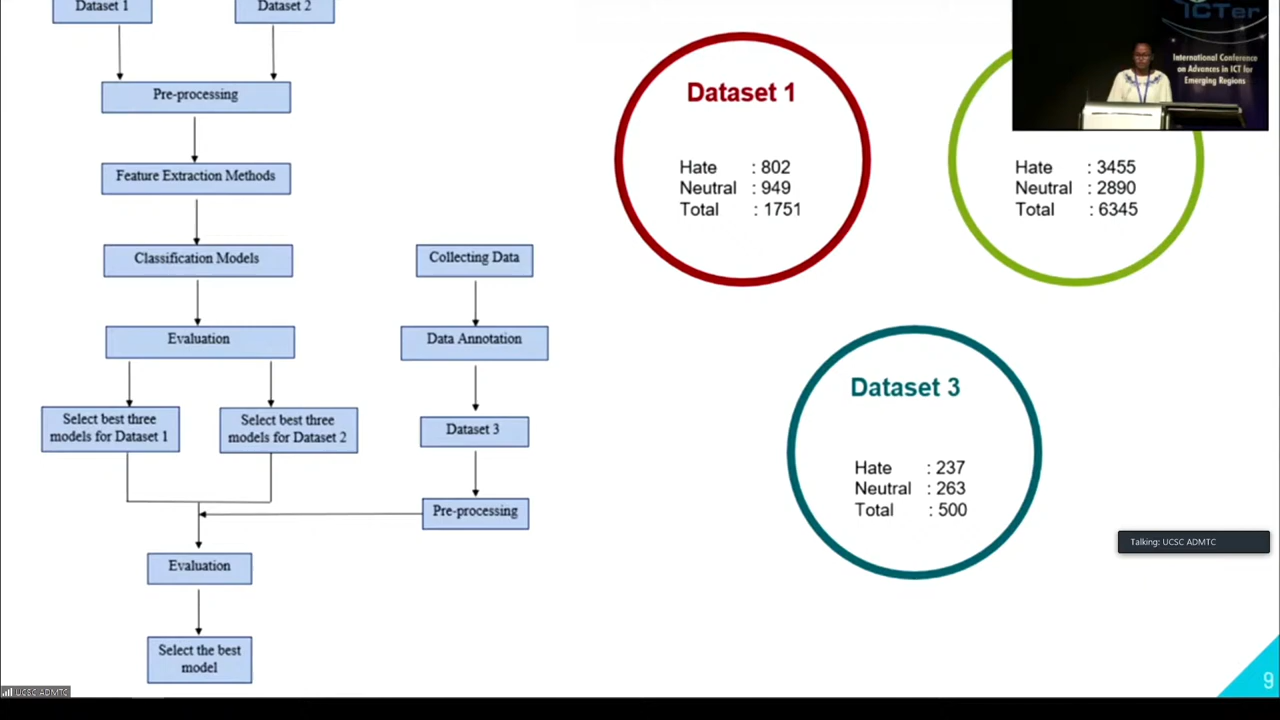 Dataset 1
Dataset 2
Pre-processing
Feature Extraction Methods
Classification Models
Evaluation
Select best three
models for Dataset 1
Select best three
models for Dataset 2
Collecting Data
Data Annotation
Dataset 3
Pre-processing
Evaluation
Select the best
model
Dataset 1
Hate : 802
Neutral : 949
Total : 1751
Hate : 3455
Neutral : 2890
Total : 6345
Dataset 3
Hate : 237
Neutral : 263
Total : 500
ICTer
International Conference
on Advances in ICT for
Emerging Regions
Talking: UCSC ADMTC
9
UCSC ADMTC